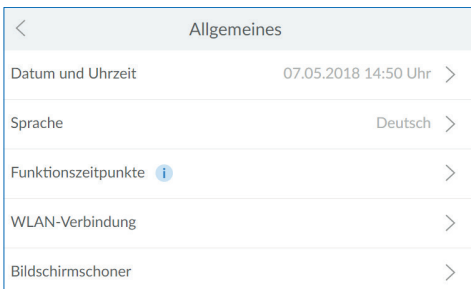 Allgemeines
Datum und Uhrzeit 07.05.2018 14:50 Uhr
Sprache Deutsch
Funktionszeitpunkte i
WLAN-Verbindung
Bildschirmschoner